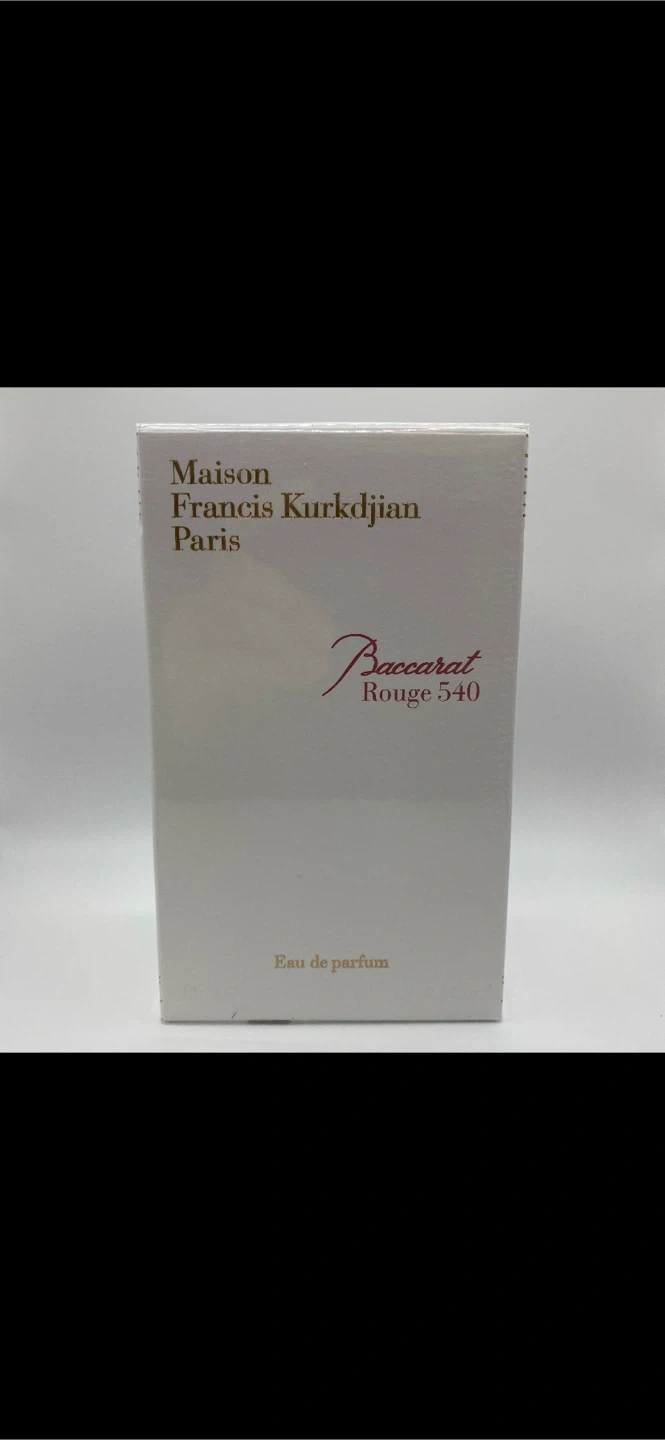 Maison
Francis Kurkdjian
Paris
Baccarat
Rouge 540
Eau de parfum